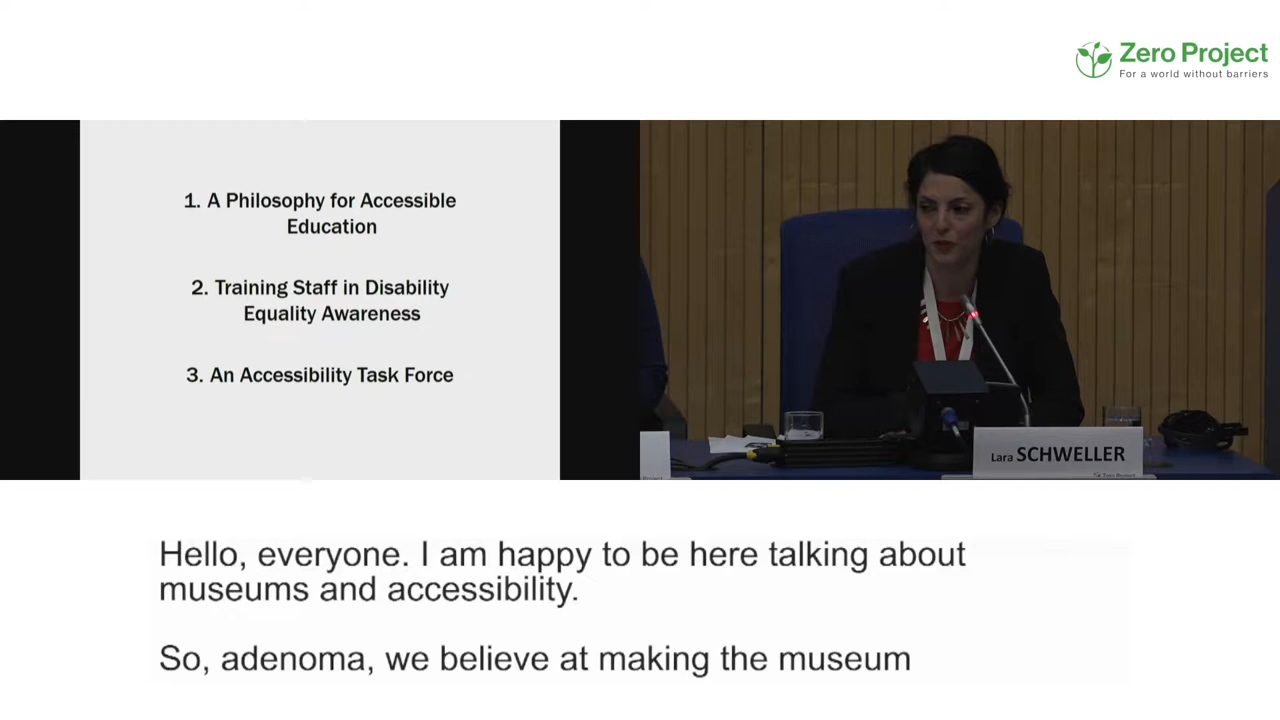 Zero Project
For a world without barriers
1. A Philosophy for Accessible
Education
2. Training Staff in Disability
Equality Awareness
3. An Accessibility Task Force
Lara SCHWELLER
Zero Project
Hello, everyone. I am happy to be here talking about
museums and accessibility.
So, adenoma, we believe at making the museum